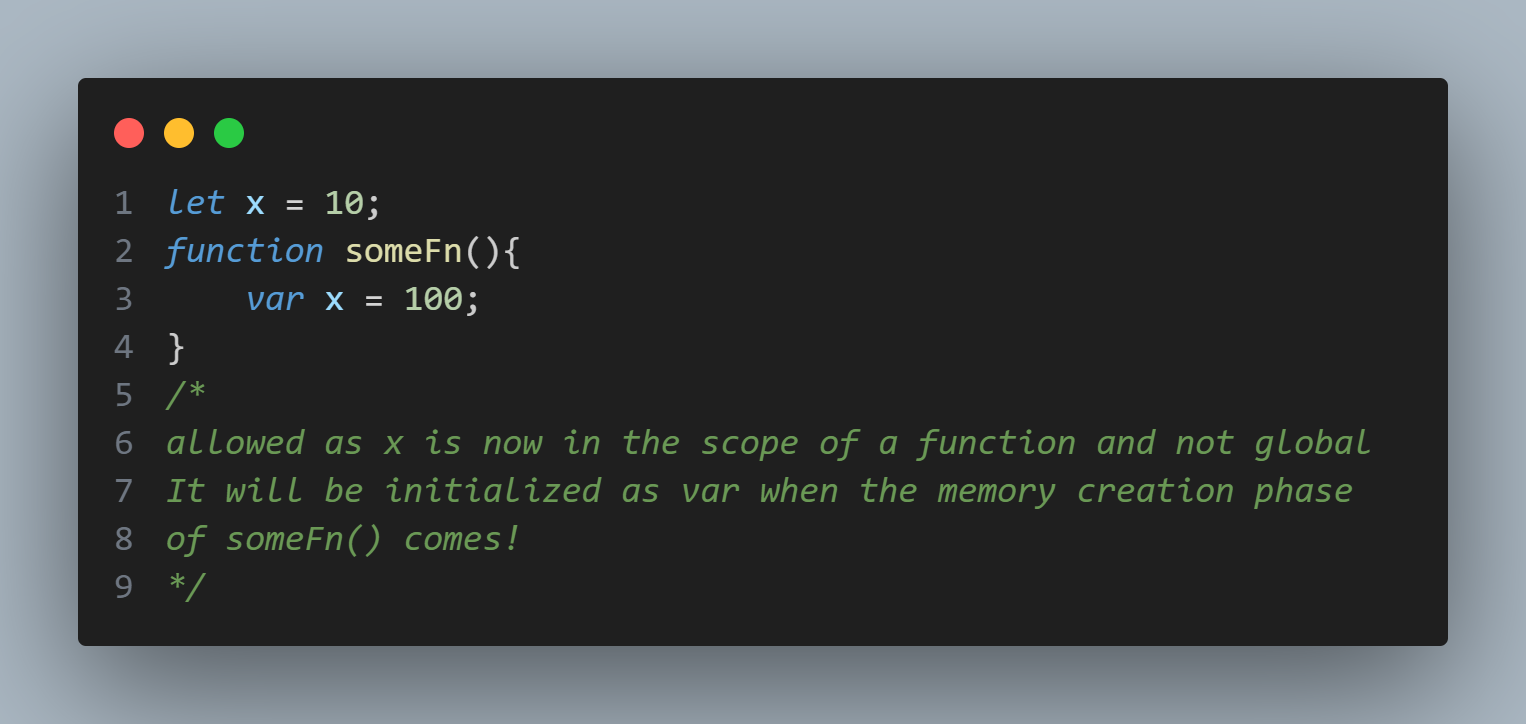 1 let x = 10;
2 function someFn(){
3     var x = 100;
4 }
5 /*
6 allowed as x is now in the scope of a function and not global
7 It will be initialized as var when the memory creation phase
8 of someFn() comes!
9 */